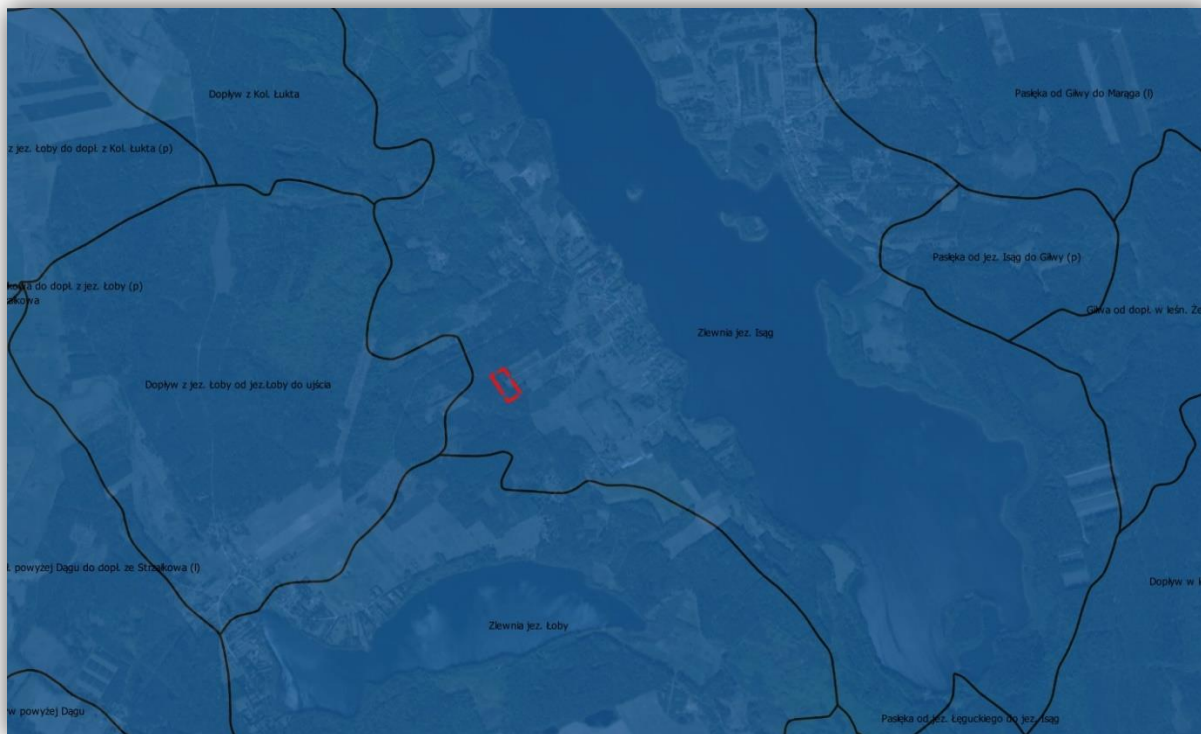 Dopływ z Kol. Łukta
Pasłęka od Giłwy do Marąga (l)
z jez. Łoby do dopł. z Kol. Łukta (p)
Pasłęka od jez. Isąg do Giłwy (p)
do dopł. z jez. Łoby (p)
Giłwa od dopł. w leśn. Że
Zlewnia jez. Isąg
Dopływ z jez. Łoby od jez.Łoby do ujścia
ł. powyżej Dągu do dopł. ze Strzałkowa (l)
Dopływ w l
Zlewnia jez. Łoby
w powyżej Dągu
Pasłęka od jez. Łęguckiego do jez. Isąg